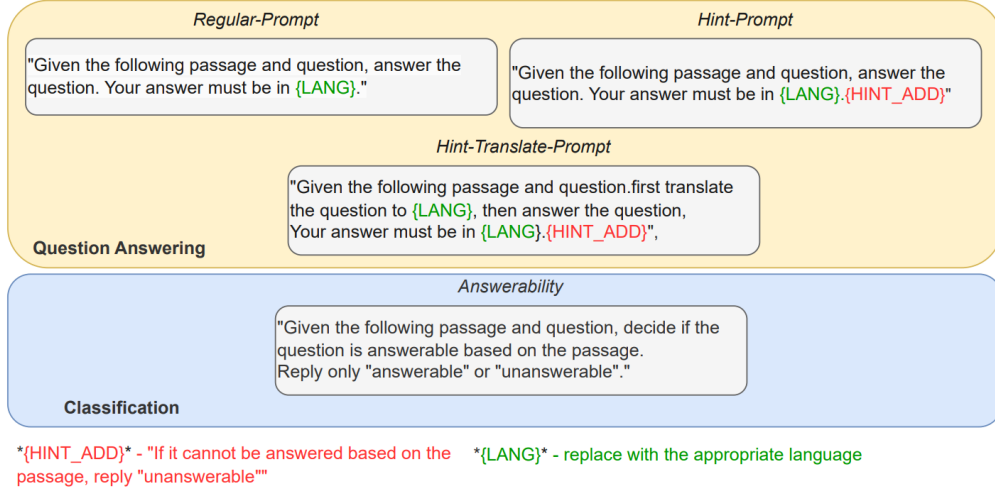 Regular-Prompt
"Given the following passage and question, answer the
question. Your answer must be in {LANG}."
Hint-Prompt
"Given the following passage and question, answer the
question. Your answer must be in {LANG}.{HINT_ADD}"
Hint-Translate-Prompt
"Given the following passage and question.first translate
the question to {LANG}, then answer the question,
Your answer must be in {LANG}.{HINT_ADD}",
Question Answering
Answerability
"Given the following passage and question, decide if the
question is answerable based on the passage.
Reply only "answerable" or "unanswerable"."
Classification
*{HINT_ADD}* - "If it cannot be answered based on the
passage, reply "unanswerable""
*{LANG}* - replace with the appropriate language